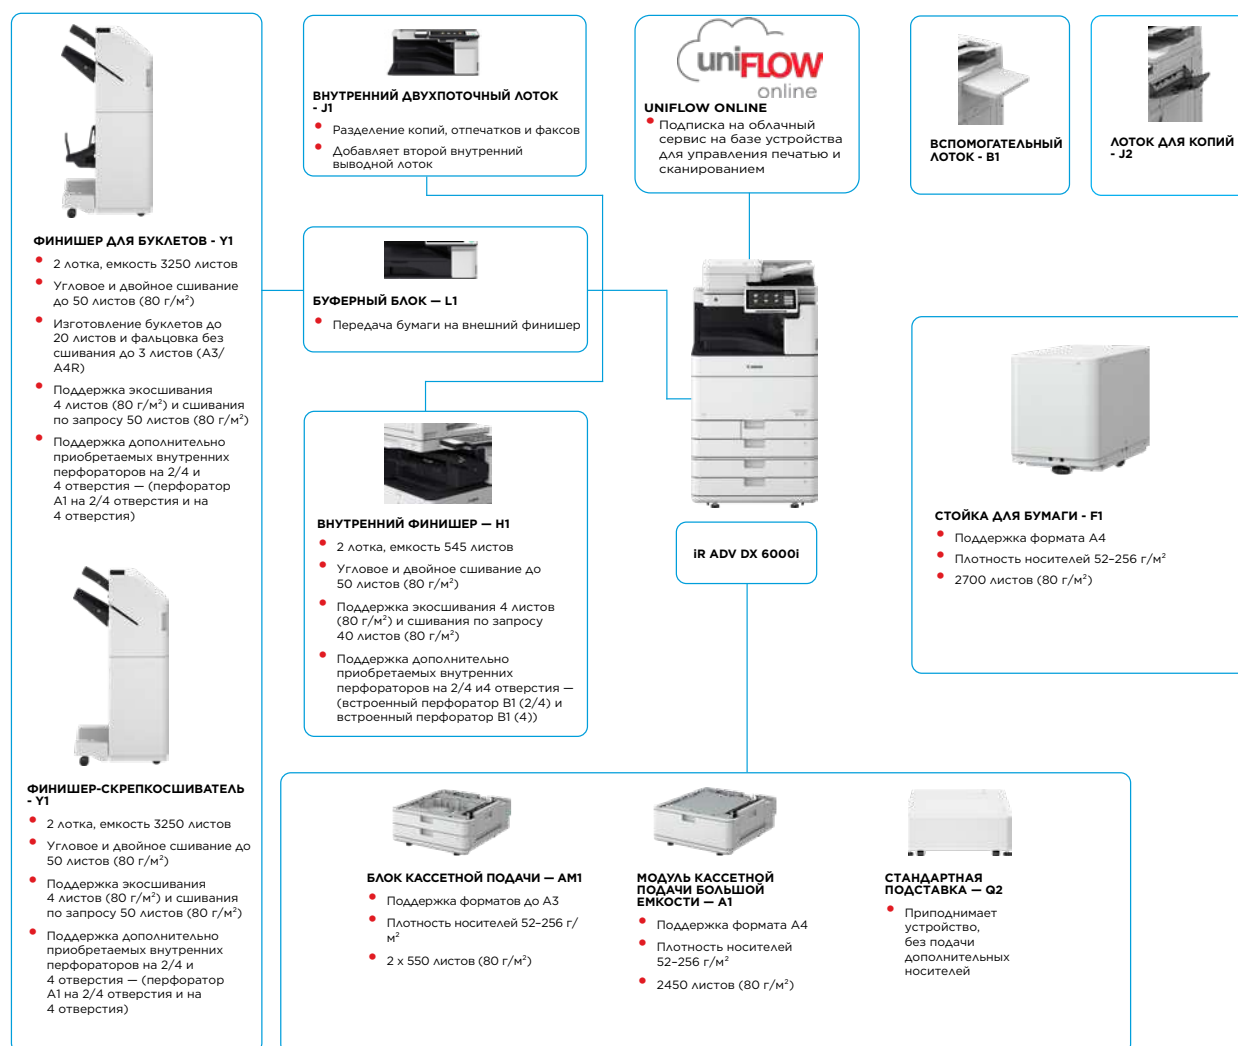 ФИНИШЕР ДЛЯ БУКЛЕТОВ - Y1
2 лотка, емкость 3250 листов
Угловое и двойное сшивание
до 50 листов (80 г/м²)
Изготовление буклетов до
20 листов и фальцовка без
сшивания до 3 листов (A3/
A4R)
Поддержка экосшивания
4 листов (80 г/м²) и сшивания
по запросу 50 листов (80 г/м²)
Поддержка дополнительно
приобретаемых внутренних
перфораторов на 2/4 и
4 отверстия — (перфоратор
A1 на 2/4 отверстия и на
4 отверстия)
ФИНИШЕР-СКРЕПКОСШИВАТЕЛЬ
- Y1
2 лотка, емкость 3250 листов
Угловое и двойное сшивание до
50 листов (80 г/м²)
Поддержка экосшивания
4 листов (80 г/м²) и сшивания
по запросу 50 листов (80 г/м²)
Поддержка дополнительно
приобретаемых внутренних
перфораторов на 2/4 и
4 отверстия — (перфоратор
A1 на 2/4 отверстия и на
4 отверстия)
ВНУТРЕННИЙ ДВУХПОТОЧНЫЙ ЛОТОК
- J1
Разделение копий, отпечатков и факсов
Добавляет второй внутренний
выводной лоток
БУФЕРНЫЙ БЛОК — L1
Передача бумаги на внешний финишер
ВНУТРЕННИЙ ФИНИШЕР — H1
2 лотка, емкость 545 листов
Угловое и двойное сшивание до
50 листов (80 г/м²)
Поддержка экосшивания 4 листов
(80 г/м²) и сшивания по запросу
40 листов (80 г/м²)
Поддержка дополнительно
приобретаемых внутренних
перфораторов на 2/4 и4 отверстия —
(встроенный перфоратор B1 (2/4) и
встроенный перфоратор B1 (4))
uniFLOW
online
UNIFLOW ONLINE
Подписка на облачный
сервис на базе устройства
для управления печатью и
сканированием
Canon
iR ADV DX 6000i
ВСПОМОГАТЕЛЬНЫЙ
ЛОТОК - B1
ЛОТОК ДЛЯ КОПИЙ
- J2
СТОЙКА ДЛЯ БУМАГИ - F1
Поддержка формата A4
Плотность носителей 52–256 г/м²
2700 листов (80 г/м²)
БЛОК КАССЕТНОЙ ПОДАЧИ — AM1
Поддержка форматов до A3
Плотность носителей 52–256 г/
м²
2 x 550 листов (80 г/м²)
МОДУЛЬ КАССЕТНОЙ
ПОДАЧИ БОЛЬШОЙ
ЕМКОСТИ — A1
Поддержка формата A4
Плотность носителей
52–256 г/м²
2450 листов (80 г/м²)
СТАНДАРТНАЯ
ПОДСТАВКА — Q2
Приподнимает
устройство,
без подачи
дополнительных
носителей